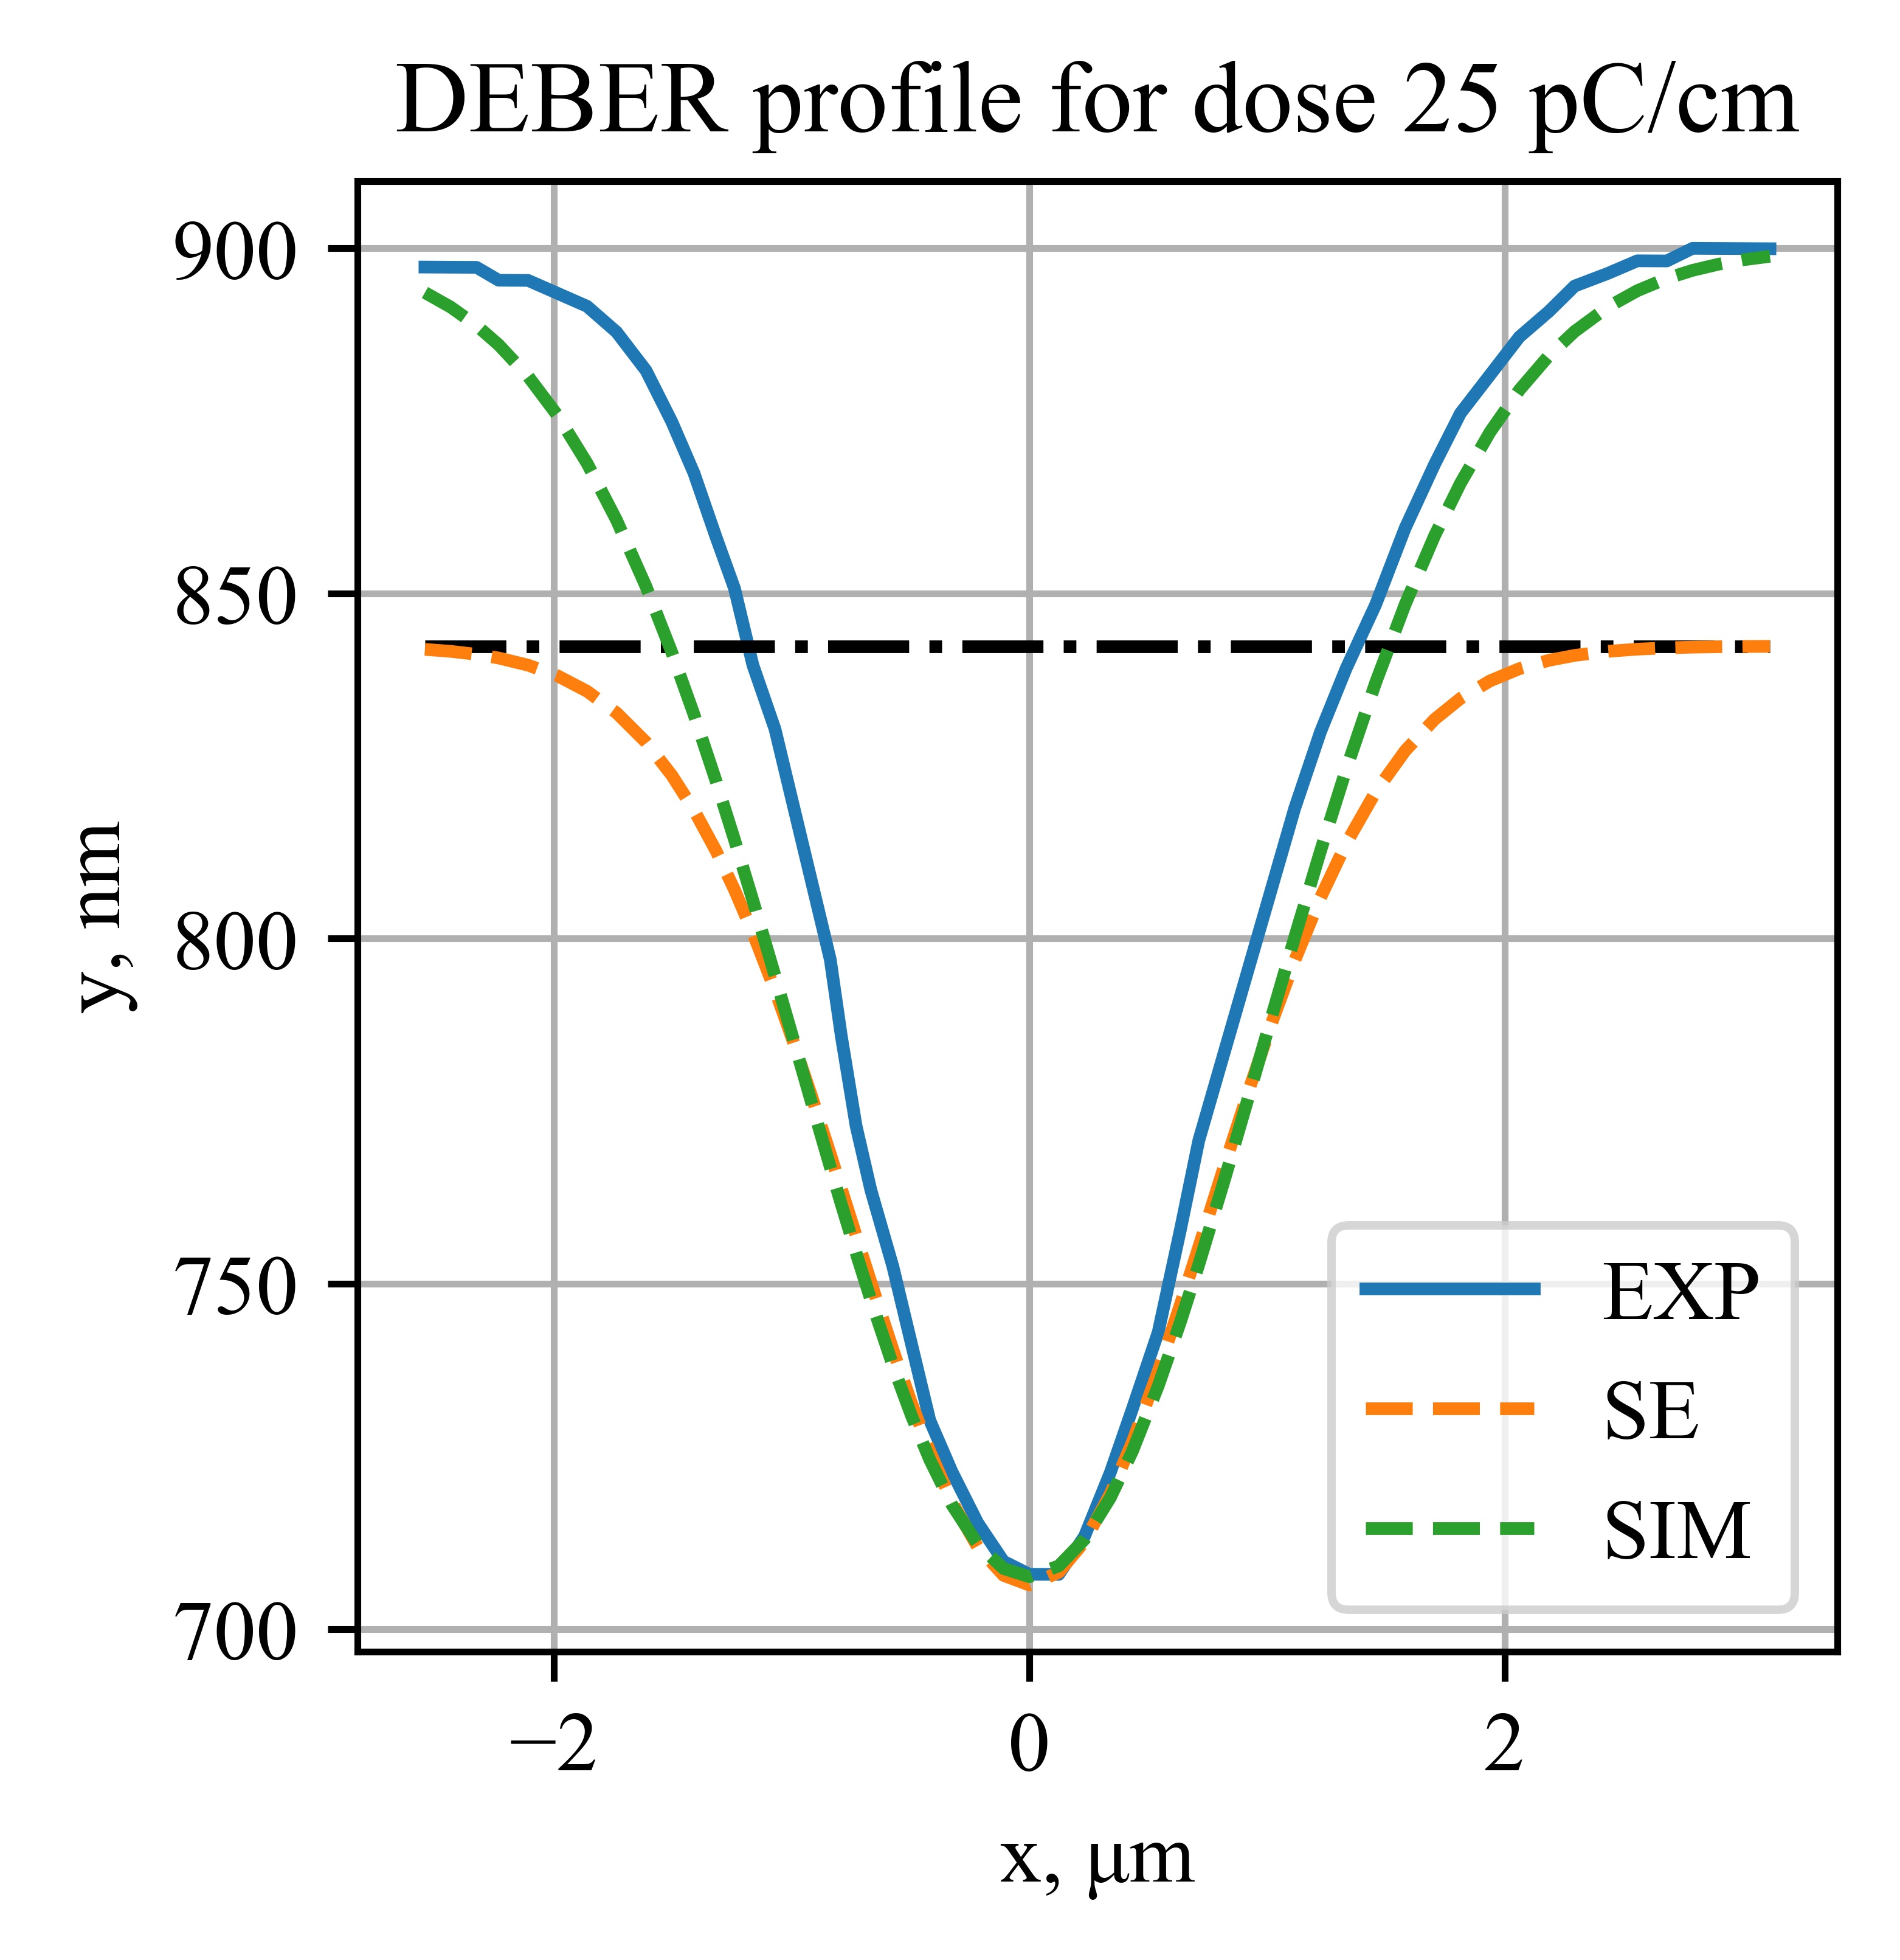 DEBER profile for dose 25 pC/cm
900
850
800
750
700
y, nm
−2
0
2
x, μm
EXP
SE
SIM